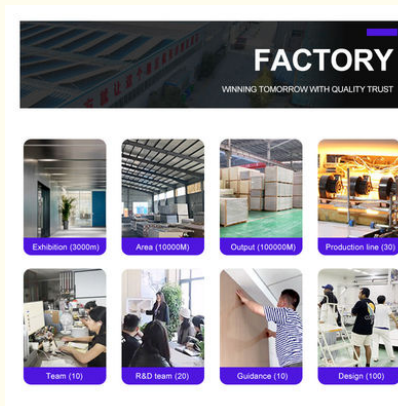 FACTORY
WINNING TOMORROW WITH QUALITY TRUST
Exhibition (3000m)
Area (10000M)
Output (100000M)
Production line (30)
Team (10)
R&D team (20)
Guidance (10)
Design (100)